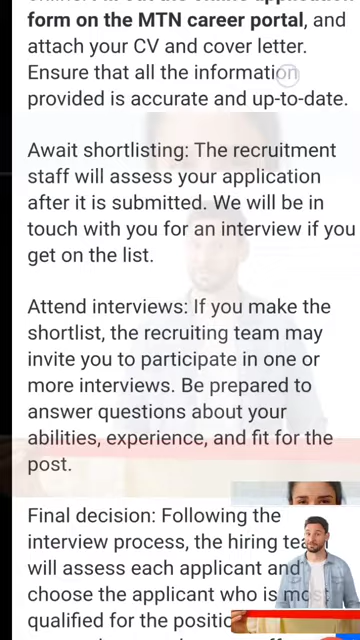 form on the MTN career portal, and
attach your CV and cover letter.
Ensure that all the information
provided is accurate and up-to-date.
Await shortlisting: The recruitment
staff will assess your application
after it is submitted. We will be in
touch with you for an interview if you
get on the list.
Attend interviews: If you make the
shortlist, the recruiting team may
invite you to participate in one or
more interviews. Be prepared to
answer questions about your
abilities, experience, and fit for the
post.
Final decision: Following the
interview process, the hiring
will assess each applicant and
choose the applicant who is most
qualified for the